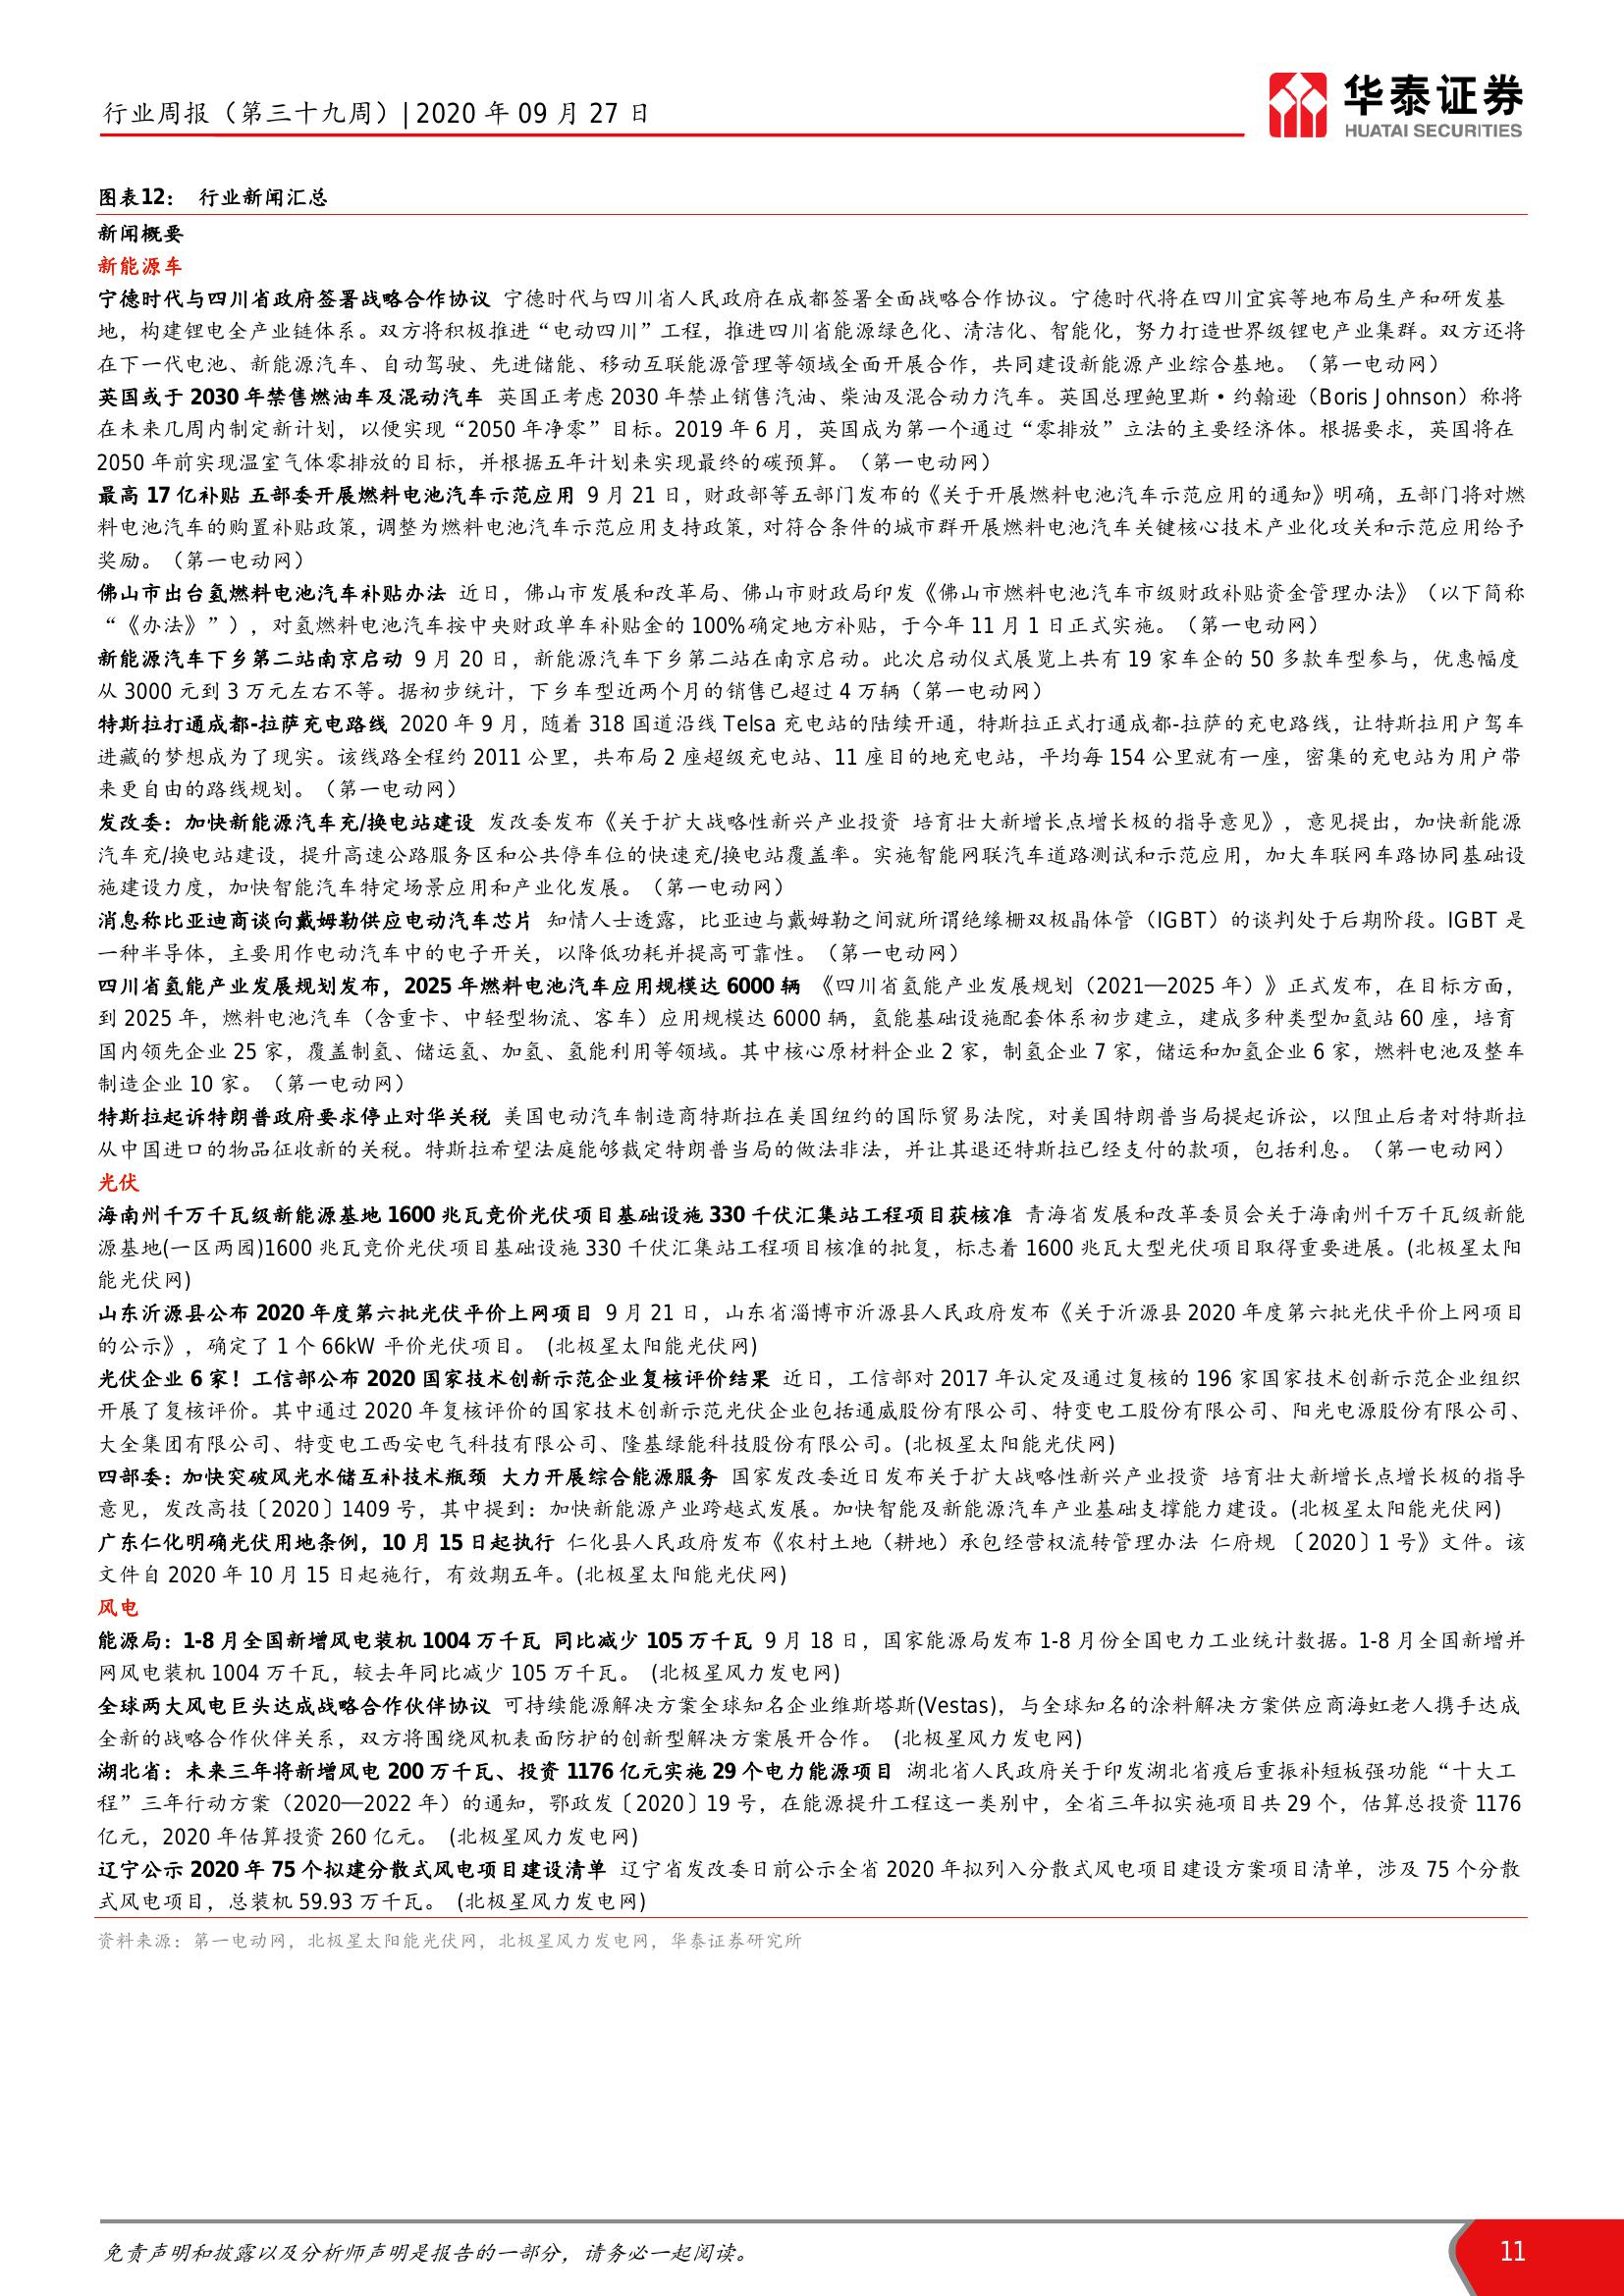 行业周报（第三十九周）| 2020 年 09 月 27 日
华泰证券
HUATAI SECURITIES
图表12： 行业新闻汇总
新闻概要
新能源车
宁德时代与四川省政府签署战略合作协议 宁德时代与四川省人民政府在成都签署全面战略合作协议。宁德时代将在四川宜宾等地布局生产和研发基
地，构建锂电全产业链体系。双方将积极推进“电动四川”工程，推进四川省能源绿色化、清洁化、智能化，努力打造世界级锂电产业集群。双方还将
在下一代电池、新能源汽车、自动驾驶、先进储能、移动互联能源管理等领域全面开展合作，共同建设新能源产业综合基地。（第一电动网）
英国或于 2030 年禁售燃油车及混动汽车 英国正考虑 2030 年禁止销售汽油、柴油及混合动力汽车。英国总理鲍里斯·约翰逊（Boris Johnson）称将
在未来几周内制定新计划，以便实现“2050 年净零”目标。2019 年 6 月，英国成为第一个通过“零排放”立法的主要经济体。根据要求，英国将在
2050 年前实现温室气体零排放的目标，并根据五年计划来实现最终的碳预算。（第一电动网）
最高 17 亿补贴 五部委开展燃料电池汽车示范应用 9 月 21 日，财政部等五部门发布的《关于开展燃料电池汽车示范应用的通知》明确，五部门将对燃
料电池汽车的购置补贴政策，调整为燃料电池汽车示范应用支持政策，对符合条件的城市群开展燃料电池汽车关键核心技术产业化攻关和示范应用给予
奖励。（第一电动网）
佛山市出台氢燃料电池汽车补贴办法 近日，佛山市发展和改革局、佛山市财政局印发《佛山市燃料电池汽车市级财政补贴资金管理办法》（以下简称
“《办法》”），对氢燃料电池汽车按中央财政单车补贴金的 100%确定地方补贴，于今年 11 月 1 日正式实施。（第一电动网）
新能源汽车下乡第二站南京启动 9 月 20 日，新能源汽车下乡第二站在南京启动。此次启动仪式展览上共有 19 家车企的 50 多款车型参与，优惠幅度
从 3000 元到 3 万元左右不等。据初步统计，下乡车型近两个月的销售已超过 4 万辆（第一电动网）
特斯拉打通成都-拉萨充电路线 2020 年 9 月，随着 318 国道沿线 Telsa 充电站的陆续开通，特斯拉正式打通成都-拉萨的充电路线，让特斯拉用户驾车
进藏的梦想成为了现实。该线路全程约 2011 公里，共布局 2 座超级充电站、11 座目的地充电站，平均每 154 公里就有一座，密集的充电站为用户带
来更自由的路线规划。（第一电动网）
发改委：加快新能源汽车充/换电站建设 发改委发布《关于扩大战略性新兴产业投资 培育壮大新增长点增长极的指导意见》，意见提出，加快新能源
汽车充/换电站建设，提升高速公路服务区和公共停车位的快速充/换电站覆盖率。实施智能网联汽车道路测试和示范应用，加大车联网车路协同基础设
施建设力度，加快智能汽车特定场景应用和产业化发展。（第一电动网）
消息称比亚迪商谈向戴姆勒供应电动汽车芯片 知情人士透露，比亚迪与戴姆勒之间就所谓绝缘栅双极晶体管（IGBT）的谈判处于后期阶段。IGBT 是
一种半导体，主要用作电动汽车中的电子开关，以降低功耗并提高可靠性。（第一电动网）
四川省氢能产业发展规划发布，2025 年燃料电池汽车应用规模达 6000 辆 《四川省氢能产业发展规划（2021—2025 年）》正式发布，在目标方面，
到 2025 年，燃料电池汽车（含重卡、中轻型物流、客车）应用规模达 6000 辆，氢能基础设施配套体系初步建立，建成多种类型加氢站 60 座，培育
国内领先企业 25 家，覆盖制氢、储运氢、加氢、氢能利用等领域。其中核心原材料企业 2 家，制氢企业 7 家，储运和加氢企业 6 家，燃料电池及整车
制造企业 10 家。（第一电动网）
特斯拉起诉特朗普政府要求停止对华关税 美国电动汽车制造商特斯拉在美国纽约的国际贸易法院，对美国特朗普当局提起诉讼，以阻止后者对特斯拉
从中国进口的物品征收新的关税。特斯拉希望法庭能够裁定特朗普当局的做法非法，并让其退还特斯拉已经支付的款项，包括利息。（第一电动网）
光伏
海南州千万千瓦级新能源基地 1600 兆瓦竞价光伏项目基础设施 330 千伏汇集站工程项目获核准 青海省发展和改革委员会关于海南州千万千瓦级新能
源基地(一区两园)1600 兆瓦竞价光伏项目基础设施 330 千伏汇集站工程项目核准的批复，标志着 1600 兆瓦大型光伏项目取得重要进展。(北极星太阳
能光伏网)
山东沂源县公布 2020 年度第六批光伏平价上网项目 9 月 21 日，山东省淄博市沂源县人民政府发布《关于沂源县 2020 年度第六批光伏平价上网项目
的公示》，确定了 1 个 66kW 平价光伏项目。 (北极星太阳能光伏网)
光伏企业 6 家！工信部公布 2020 国家技术创新示范企业复核评价结果 近日，工信部对 2017 年认定及通过复核的 196 家国家技术创新示范企业组织
开展了复核评价。其中通过 2020 年复核评价的国家技术创新示范光伏企业包括通威股份有限公司、特变电工股份有限公司、阳光电源股份有限公司、
大全集团有限公司、特变电工西安电气科技有限公司、隆基绿能科技股份有限公司。(北极星太阳能光伏网)
四部委：加快突破风光水储互补技术瓶颈 大力开展综合能源服务 国家发改委近日发布关于扩大战略性新兴产业投资 培育壮大新增长点增长极的指导
意见，发改高技〔2020〕1409 号，其中提到：加快新能源产业跨越式发展。加快智能及新能源汽车产业基础支撑能力建设。(北极星太阳能光伏网)
广东仁化明确光伏用地条例，10 月 15 日起执行 仁化县人民政府发布《农村土地（耕地）承包经营权流转管理办法 仁府规 〔2020〕1 号》文件。该
文件自 2020 年 10 月 15 日起施行，有效期五年。(北极星太阳能光伏网)
风电
能源局：1-8 月全国新增风电装机 1004 万千瓦 同比减少 105 万千瓦 9 月 18 日，国家能源局发布 1-8 月份全国电力工业统计数据。1-8 月全国新增并
网风电装机 1004 万千瓦，较去年同比减少 105 万千瓦。 (北极星风力发电网)
全球两大风电巨头达成战略合作伙伴协议 可持续能源解决方案全球知名企业维斯塔斯(Vestas)，与全球知名的涂料解决方案供应商海虹老人携手达成
全新的战略合作伙伴关系，双方将围绕风机表面防护的创新型解决方案展开合作。 (北极星风力发电网)
湖北省：未来三年将新增风电 200 万千瓦、投资 1176 亿元实施 29 个电力能源项目 湖北省人民政府关于印发湖北省疫后重振补短板强功能“十大工
程”三年行动方案（2020—2022 年）的通知，鄂政发〔2020〕19 号，在能源提升工程这一类别中，全省三年拟实施项目共 29 个，估算总投资 1176
亿元，2020 年估算投资 260 亿元。 (北极星风力发电网)
辽宁公示 2020 年 75 个拟建分散式风电项目建设清单 辽宁省发改委日前公示全省 2020 年拟列入分散式风电项目建设方案项目清单，涉及 75 个分散
式风电项目，总装机 59.93 万千瓦。 (北极星风力发电网)
资料来源：第一电动网，北极星太阳能光伏网，北极星风力发电网，华泰证券研究所
免责声明和披露以及分析师声明是报告的一部分，请务必一起阅读。
11